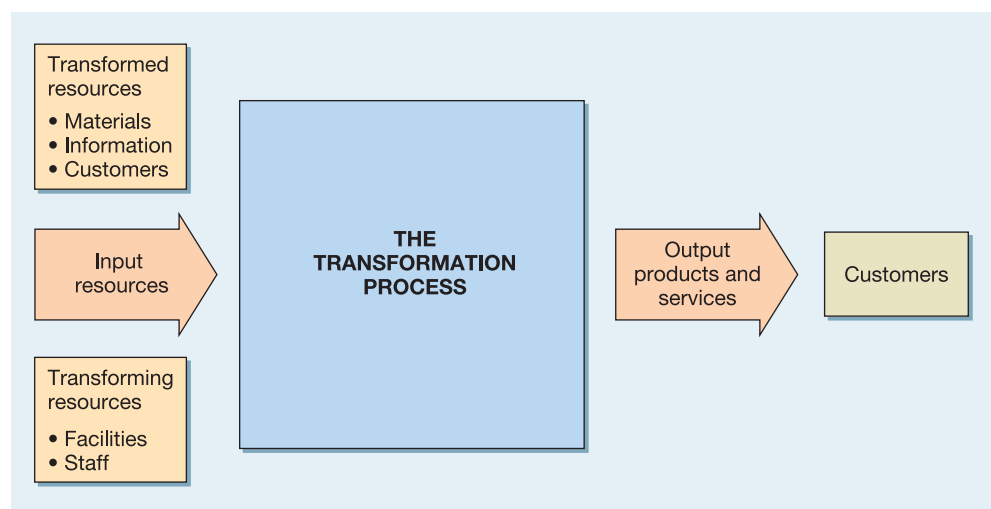 Transformed
resources
• Materials
• Information
• Customers
Input
resources
Transforming
resources
• Facilities
• Staff
THE
TRANSFORMATION
PROCESS
Output
products and
services
Customers